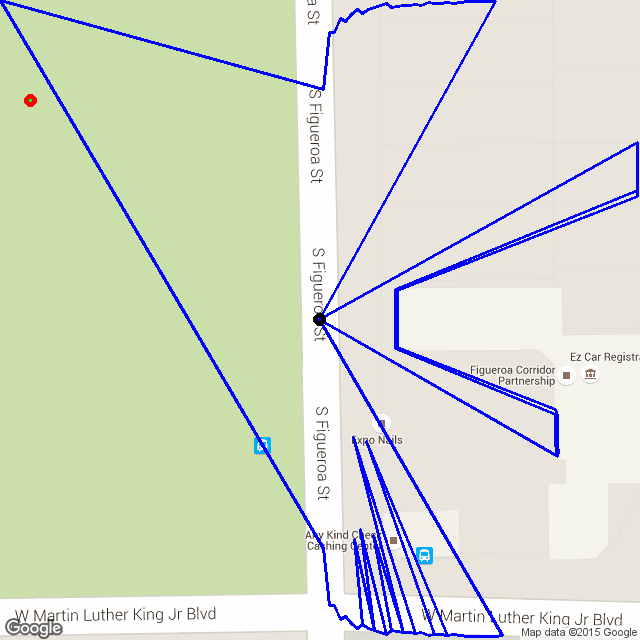 a St
S Figueroa St
S Figueroa St
Figueroa Corridor
Partnership
Ez Car Registra
Expo Nails
S Figueroa St
Any Kind Check
Cashing Center
W Martin Luther King Jr Blvd
W Martin Luther King Jr Blvd
Google
Map data ©2015 Google